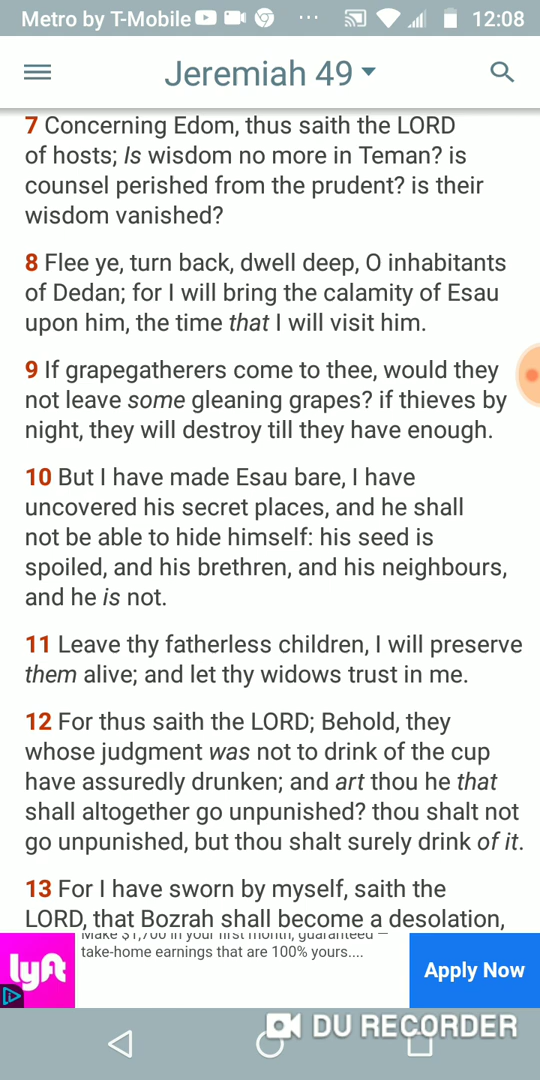 Metro by T-Mobile ... 12:08
Jeremiah 49
7 Concerning Edom, thus saith the LORD
of hosts; Is wisdom no more in Teman? is
counsel perished from the prudent? is their
wisdom vanished?
8 Flee ye, turn back, dwell deep, O inhabitants
of Dedan; for I will bring the calamity of Esau
upon him, the time that I will visit him.
9 If grapegatherers come to thee, would they
not leave some gleaning grapes? if thieves by
night, they will destroy till they have enough.
10 But I have made Esau bare, I have
uncovered his secret places, and he shall
not be able to hide himself: his seed is
spoiled, and his brethren, and his neighbours,
and he is not.
11 Leave thy fatherless children, I will preserve
them alive; and let thy widows trust in me.
12 For thus saith the LORD; Behold, they
whose judgment was not to drink of the cup
have assuredly drunken; and art thou he that
shall altogether go unpunished? thou shalt not
go unpunished, but thou shalt surely drink of it.
13 For I have sworn by myself, saith the
LORD, that Bozrah shall become a desolation,
lyft
Make $1,700 in your first month, guaranteed —
take-home earnings that are 100% yours....
Apply Now
DU RECORDER